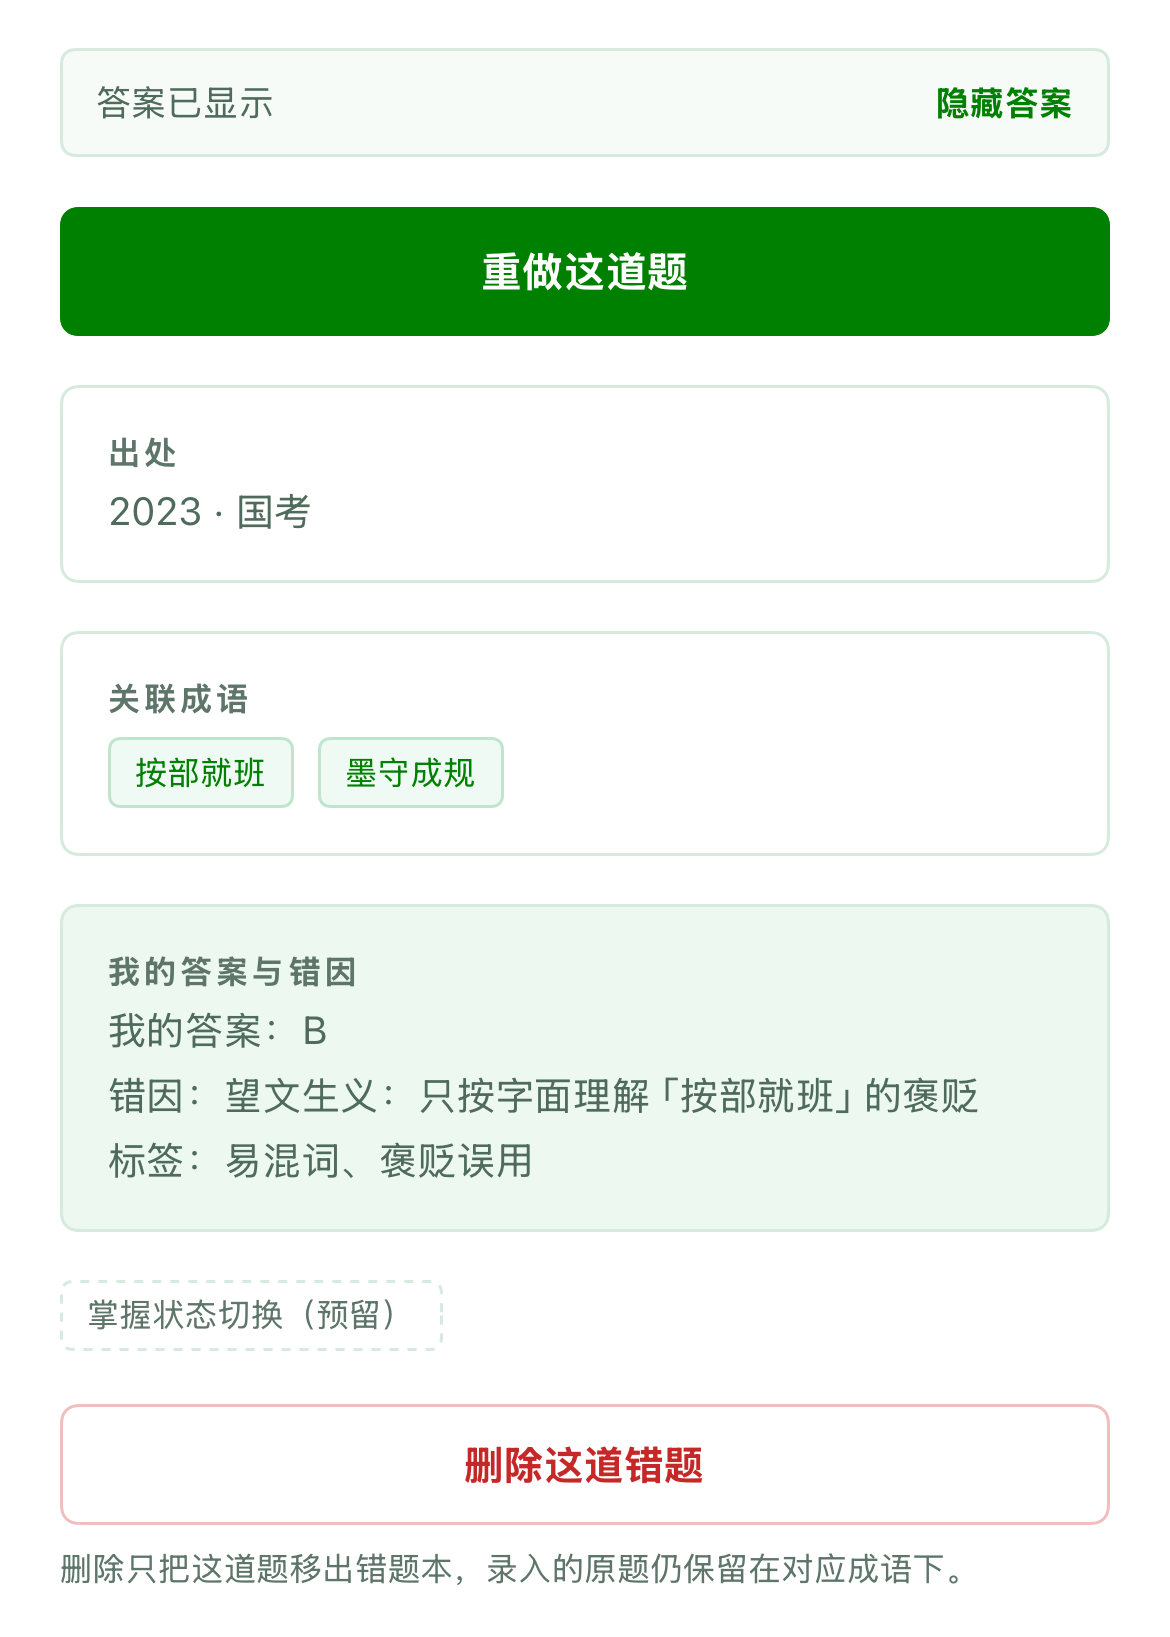 答案已显示
隐藏答案
重做这道题
出处
2023 · 国考
关联成语
按部就班
墨守成规
我的答案与错因
我的答案：B
错因：望文生义：只按字面理解「按部就班」的褒贬
标签：易混词、褒贬误用
掌握状态切换（预留）
删除这道错题
删除只把这道题移出错题本，录入的原题仍保留在对应成语下。